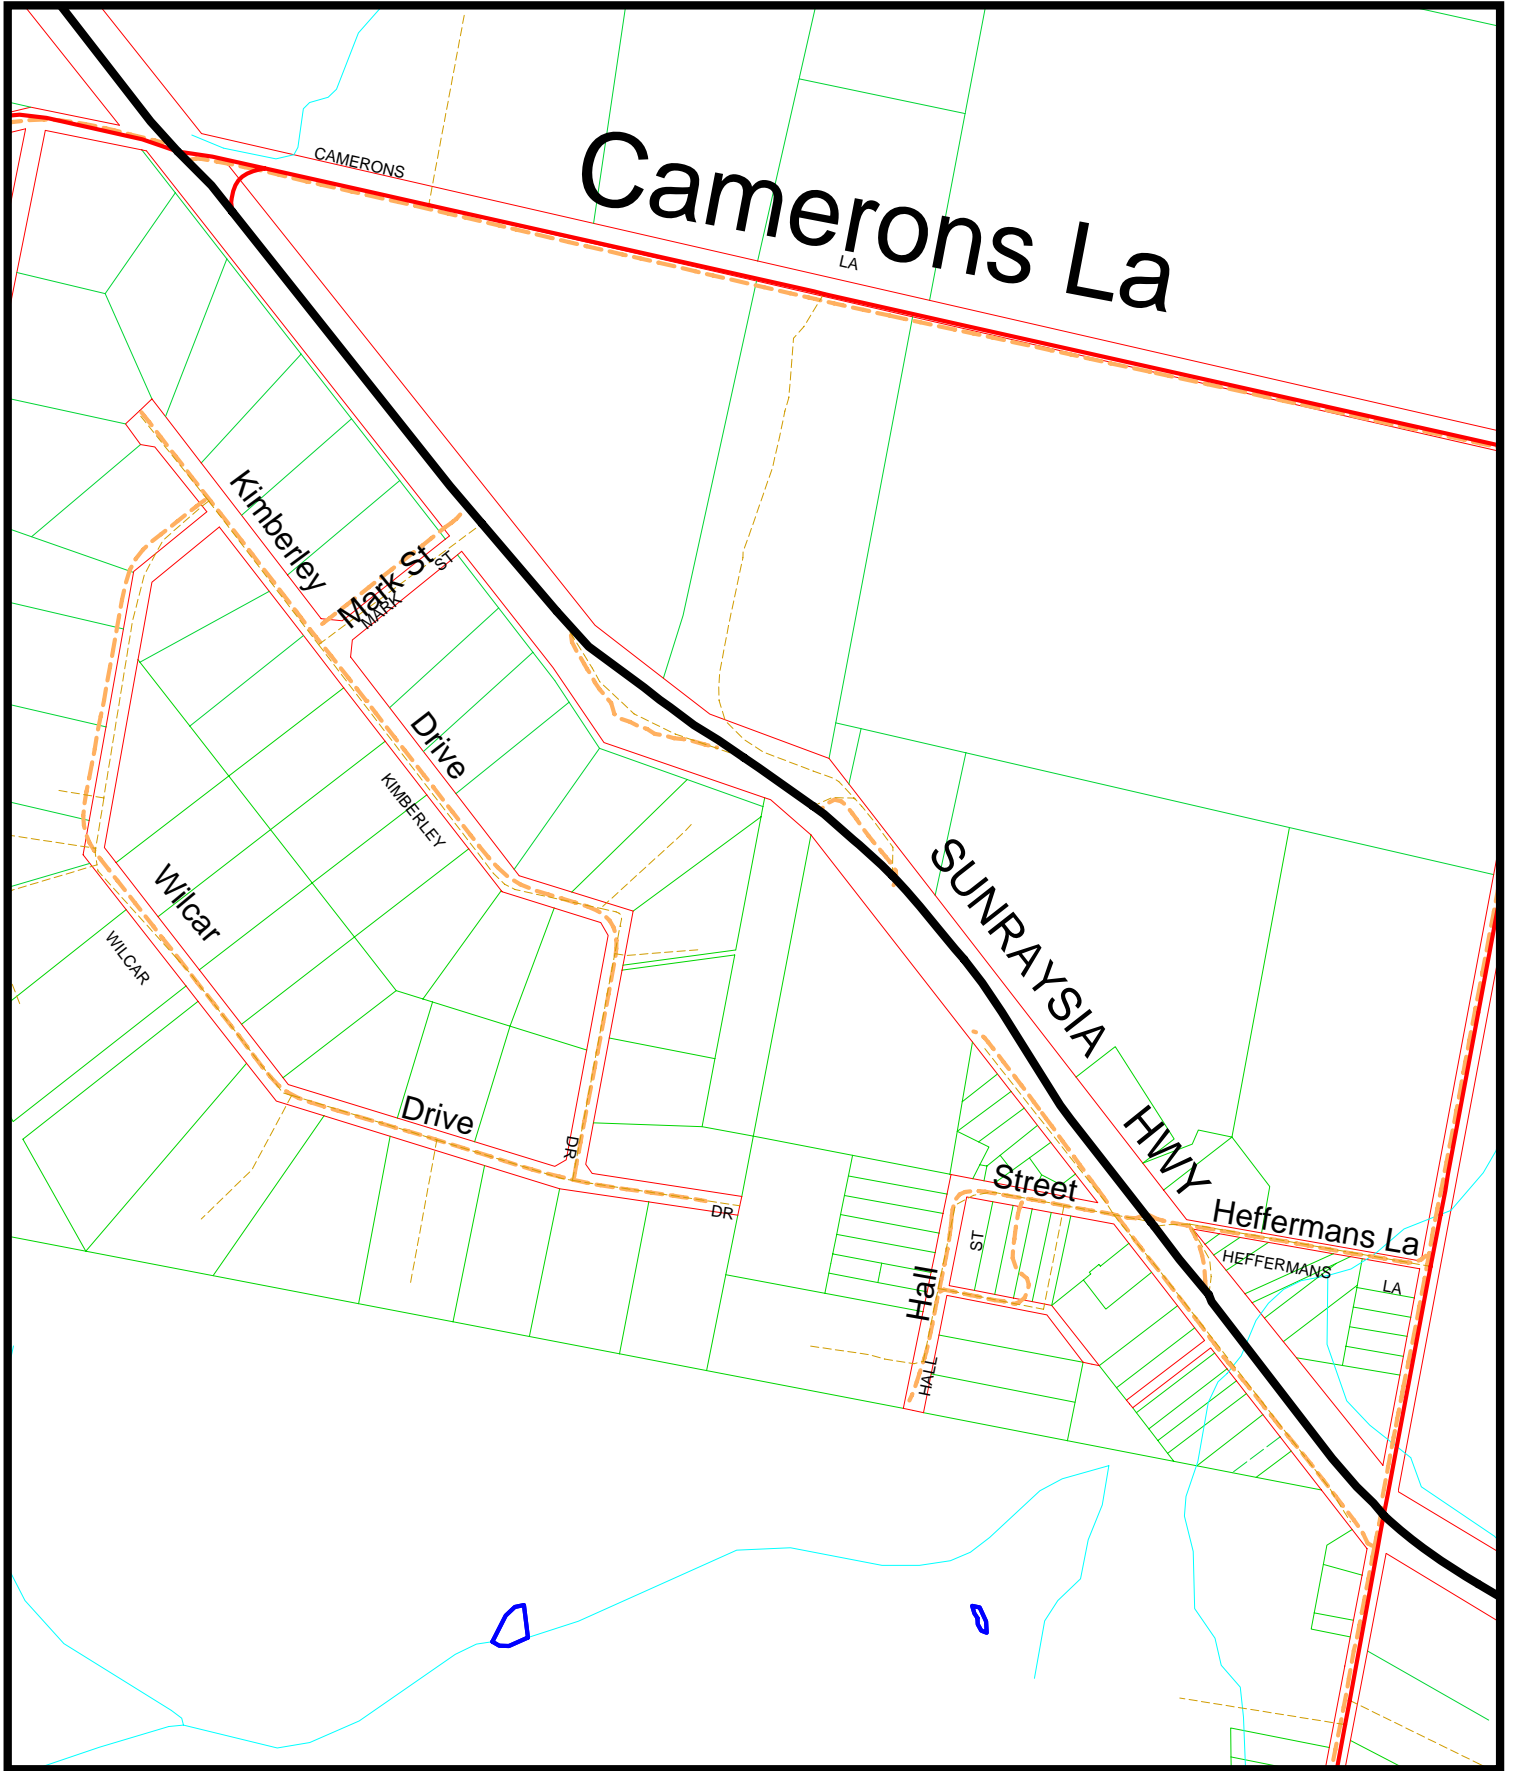 CAMERONS
Camerons La
LA
Kimberley
Mark St
ST
MARK
Drive
KIMBERLEY
SUNRAYSIA
HWY
Wilcar
WILCAR
Drive
DR
DR
Street
Heffermans La
HEFFERMANS
LA
ST
Hall
HALL